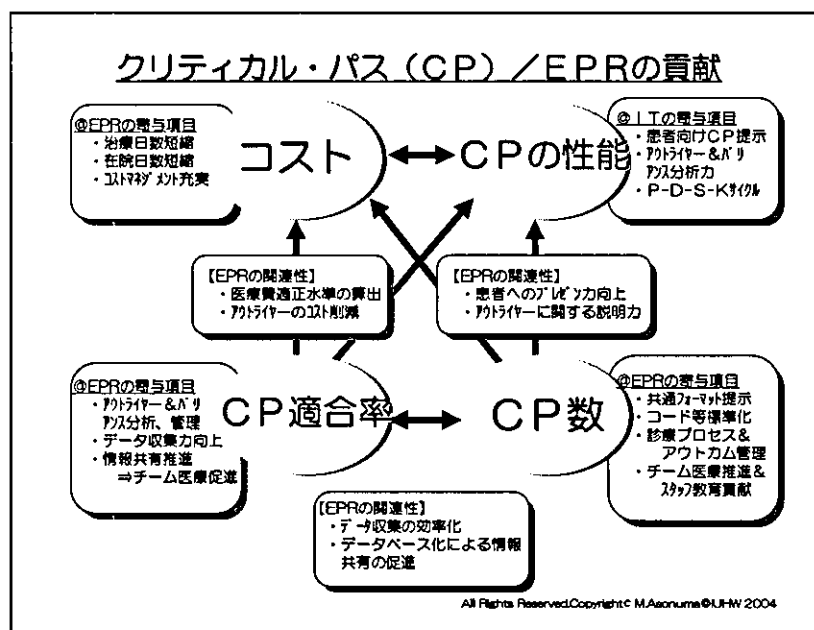 クリティカル・パス（CP）／EPRの貢献
@EPRの寄与項目
・治療日数短縮
・在院日数短縮
・ｺｽﾄﾏﾈｼﾞﾒﾝﾄ充実
コスト
CPの性能
@ITの寄与項目
・患者向けCP提示
・ｱｳﾄﾗｲﾔｰ&ﾊﾞﾘ
ｱﾝｽ分析力
・P-D-S-Kｻｲｸﾙ
【EPRの関連性】
・医療費適正水準の算出
・ｱｳﾄﾗｲﾔｰのｺｽﾄ削減
【EPRの関連性】
・患者へのﾌﾟﾚｾﾞﾝ力向上
・ｱｳﾄﾗｲﾔｰに関する説明力
@EPRの寄与項目
・ｱｳﾄﾗｲﾔｰ&ﾊﾞﾘ
ｱﾝｽ分析、管理
・データ収集力向上
・情報共有推進
⇒チーム医療促進
CP適合率
CP数
@EPRの寄与項目
・共通ﾌｫｰﾏｯﾄ提示
・コード等標準化
・診療プロセス&
アウトカム管理
・チーム医療推進&
ｽﾀｯﾌ教育貢献
【EPRの関連性】
・ﾃﾞｰﾀ収集の効率化
・データベース化による情報
共有の促進
All Rights Reserved.Copyright© M.Asonuma@IUHW 2004